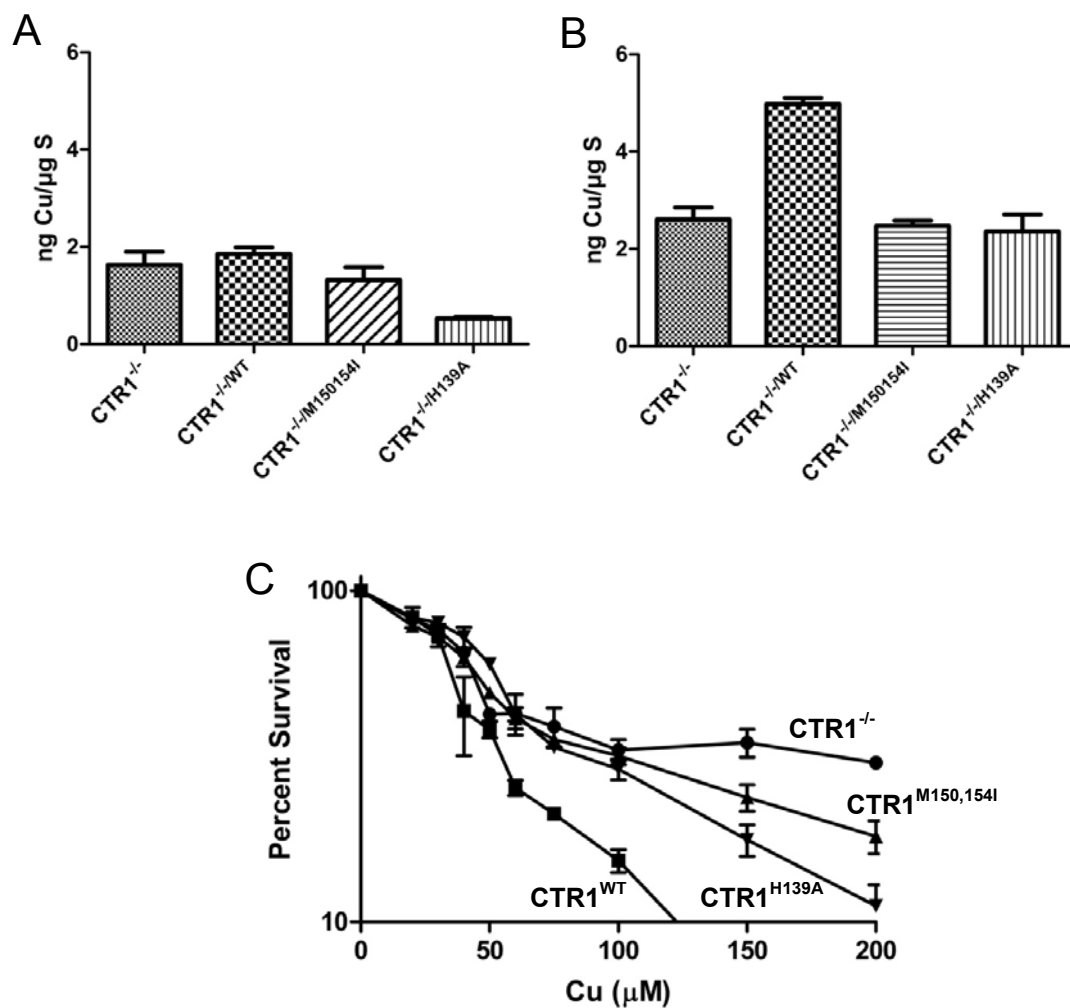 A
6
4
2
0
ng Cu/µg S
CTR1-/-
CTR1-/-/WT
CTR1-/-/M150154I
CTR1-/-/H139A
B
6
4
2
0
ng Cu/µg S
CTR1-/-
CTR1-/-/WT
CTR1-/-/M150154I
CTR1-/-/H139A
C
100
10
Percent Survival
CTR1-/-
CTR1M150,154I
CTR1WT
CTR1H139A
0
50
100
150
200
Cu (µM)